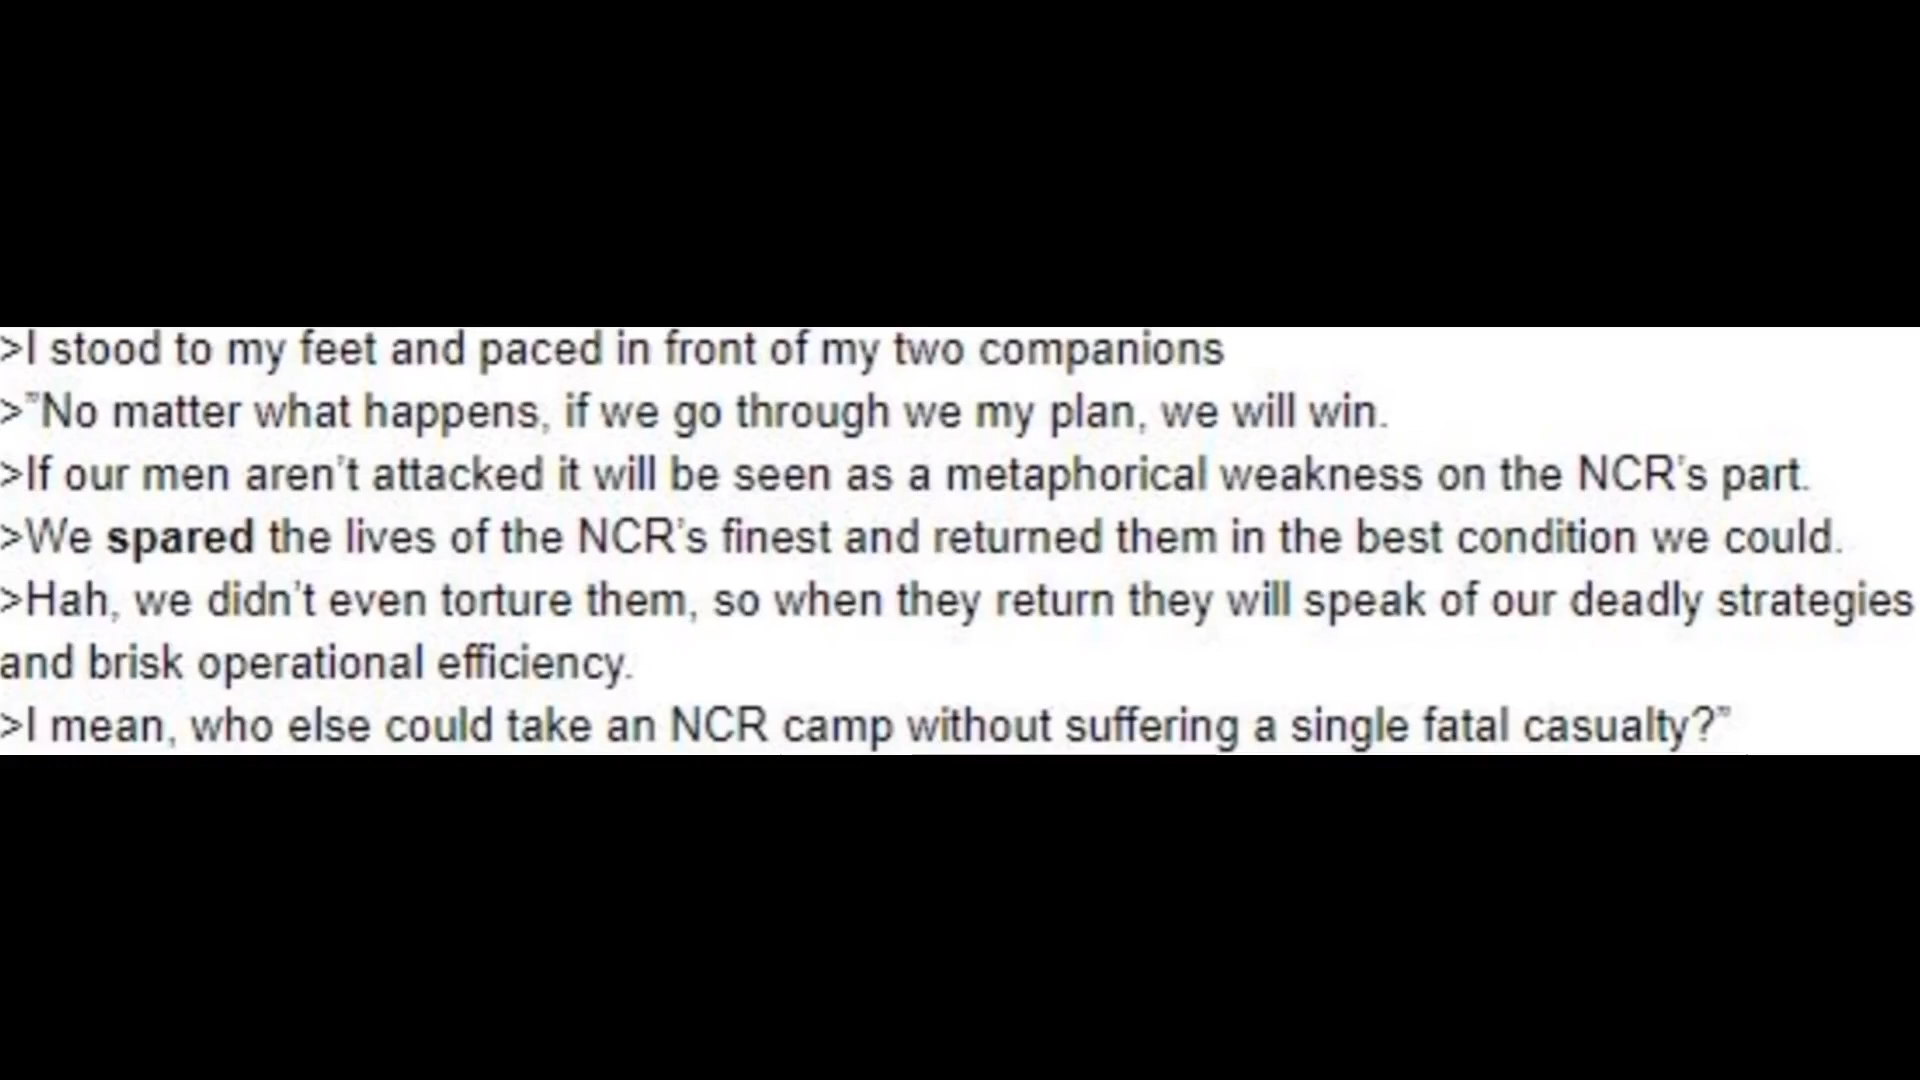 >I stood to my feet and paced in front of my two companions
>"No matter what happens, if we go through we my plan, we will win.
>If our men aren't attacked it will be seen as a metaphorical weakness on the NCR's part.
>We spared the lives of the NCR's finest and returned them in the best condition we could.
>Hah, we didn't even torture them, so when they return they will speak of our deadly strategies
and brisk operational efficiency.
>I mean, who else could take an NCR camp without suffering a single fatal casualty?"